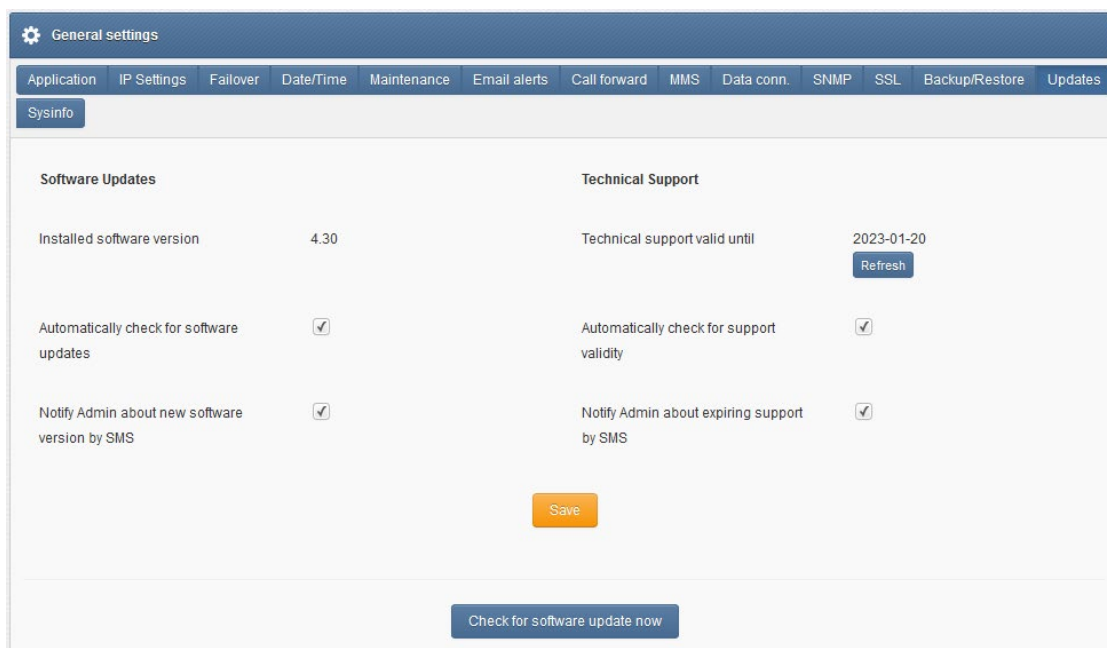 General settings
Application IP Settings Failover Date/Time Maintenance Email alerts Call forward MMS Data conn. SNMP SSL Backup/Restore Updates
Sysinfo
Software Updates
Technical Support
Installed software version 4.30
Technical support valid until 2023-01-20
Refresh
Automatically check for software
updates
Automatically check for support
validity
Notify Admin about new software
version by SMS
Notify Admin about expiring support
by SMS
Save
Check for software update now